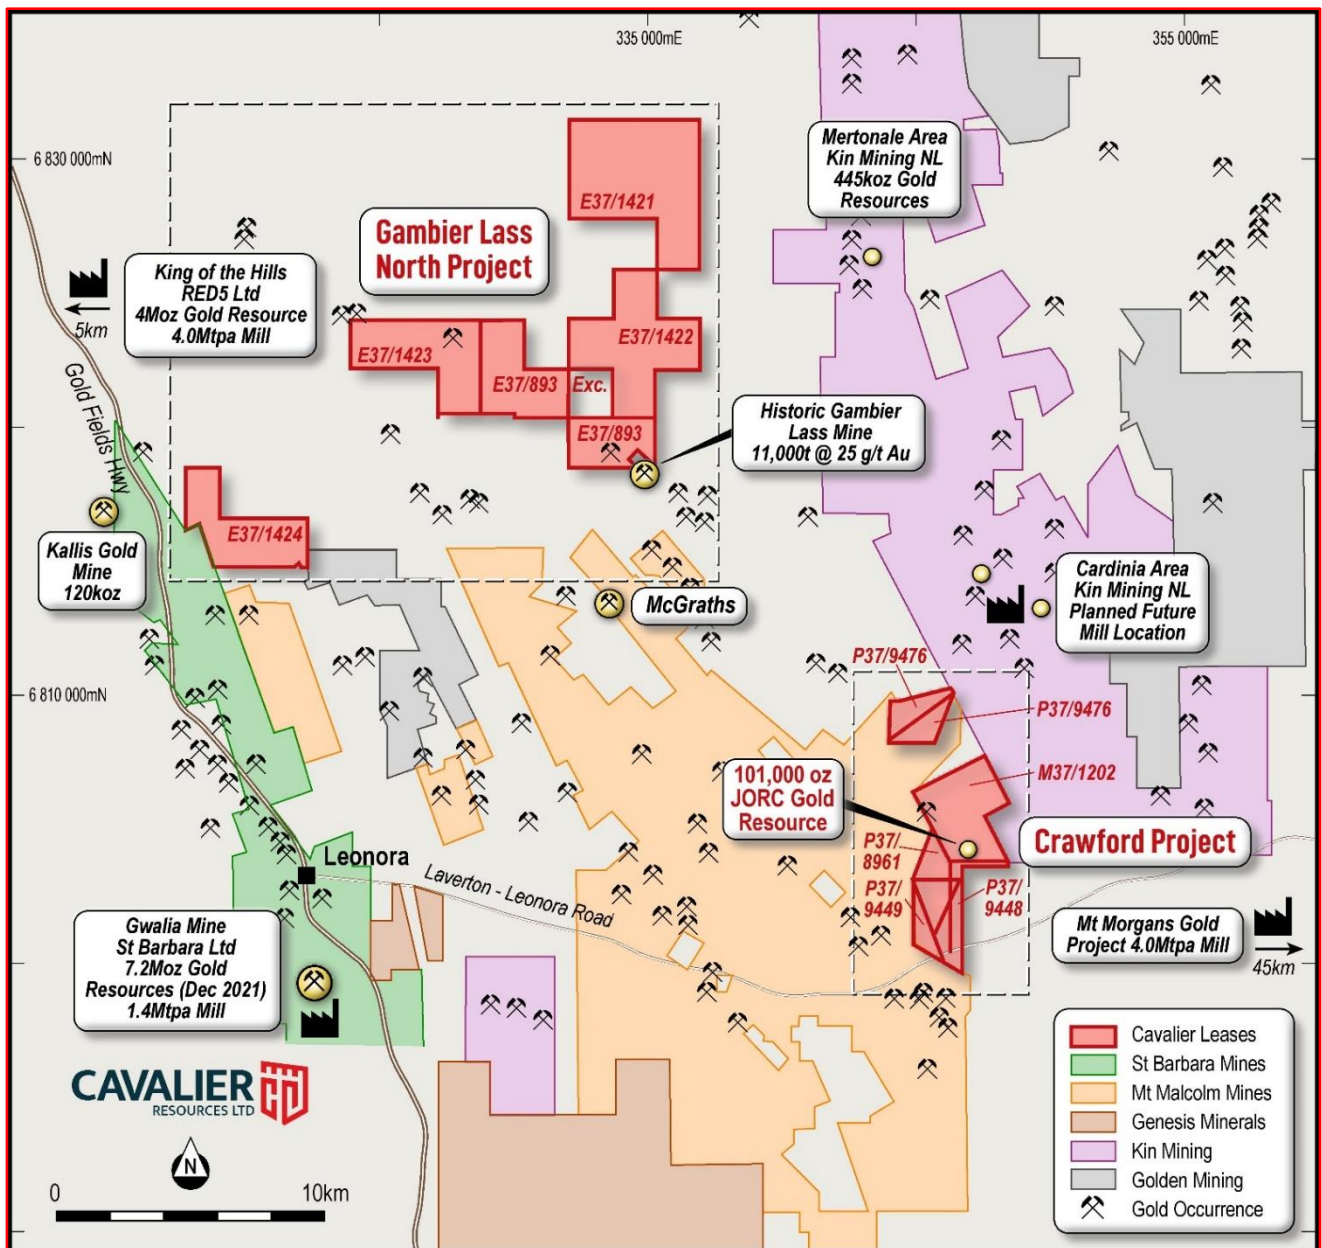 335 000mE
355 000mE
6 830 000mN
Mertonale Area
Kin Mining NL
445koz Gold
Resources
E37/1421
Gambier Lass
North Project
King of the Hills
RED5 Ltd
4Moz Gold Resource
4.0Mtpa Mill
5km
E37/1423
E37/1422
E37/893
Exc.
E37/893
Gold Fields Hwy
Historic Gambier
Lass Mine
11,000t @ 25 g/t Au
E37/1424
Kallis Gold
Mine
120koz
McGraths
Cardinia Area
Kin Mining NL
Planned Future
Mill Location
P37/9476
6 810 000mN
P37/9476
M37/1202
101,000 oz
JORC Gold
Resource
Crawford Project
P37/
8961
P37/
9449
P37/
9448
Leonora
Laverton - Leonora Road
Gwalia Mine
St Barbara Ltd
7.2Moz Gold
Resources (Dec 2021)
1.4Mtpa Mill
Mt Morgans Gold
Project 4.0Mtpa Mill
45km
Cavalier Leases
St Barbara Mines
Mt Malcolm Mines
Genesis Minerals
Kin Mining
Golden Mining
Gold Occurrence
CAVALIER
RESOURCES LTD
N
0
10km